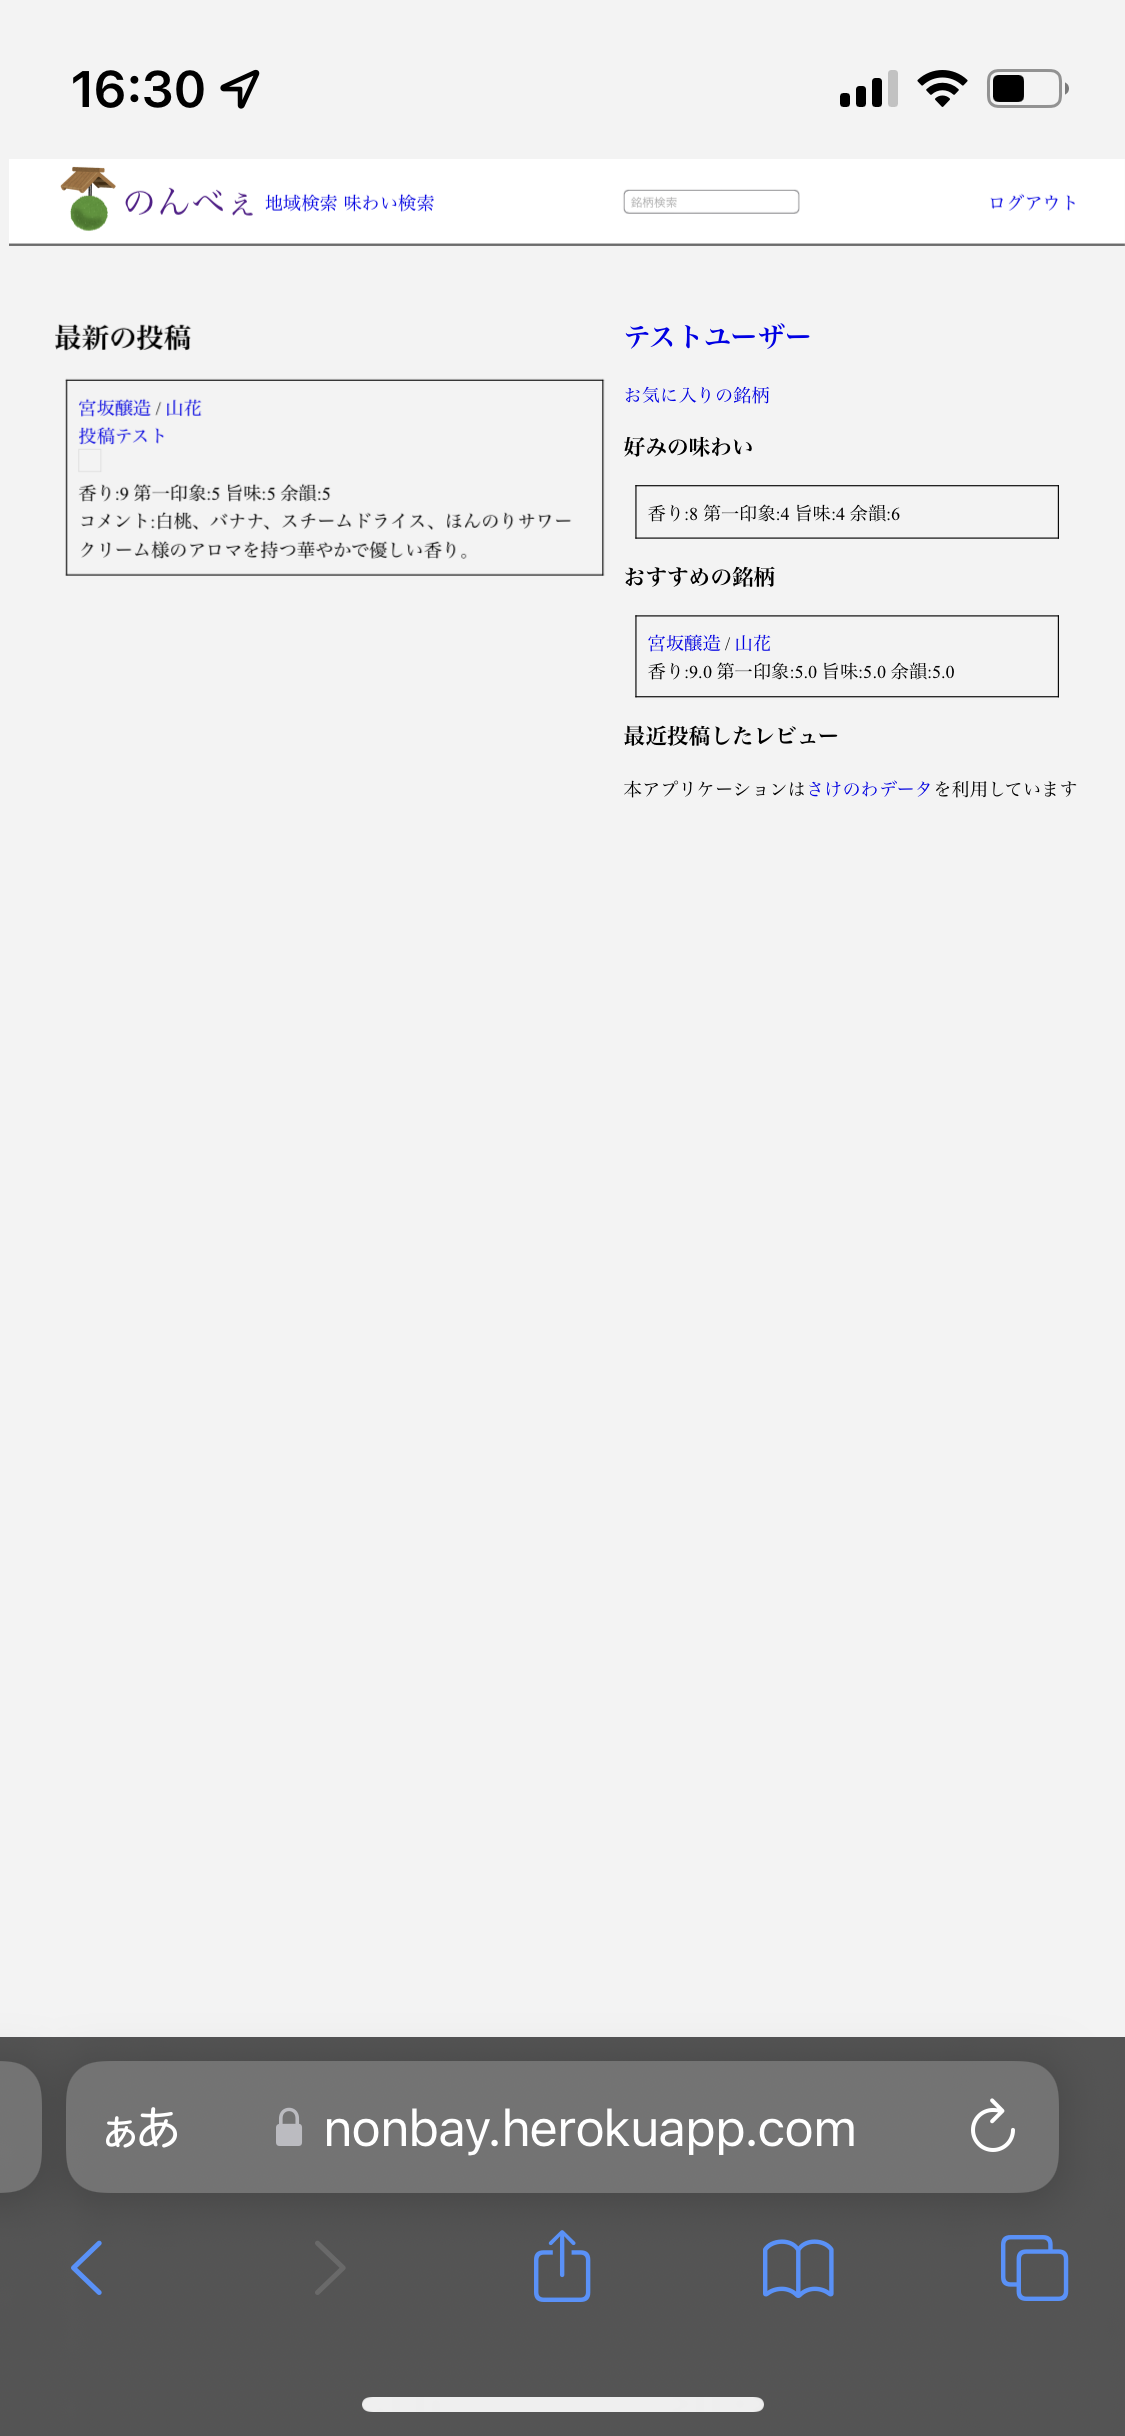 16:30
のんべぇ 地域検索 味わい検索 銘柄検索 ログアウト
最新の投稿
宮坂醸造 / 山花
投稿テスト
香り:9 第一印象:5 旨味:5 余韻:5
コメント:白桃、バナナ、スチームドライス、ほんのりサワー
クリーム様のアロマを持つ華やかで優しい香り。
テストユーザー
お気に入りの銘柄
好みの味わい
香り:8 第一印象:4 旨味:4 余韻:6
おすすめの銘柄
宮坂醸造 / 山花
香り:9.0 第一印象:5.0 旨味:5.0 余韻:5.0
最近投稿したレビュー
本アプリケーションはさけのわデータを利用しています
ぁあ nonbay.herokuapp.com